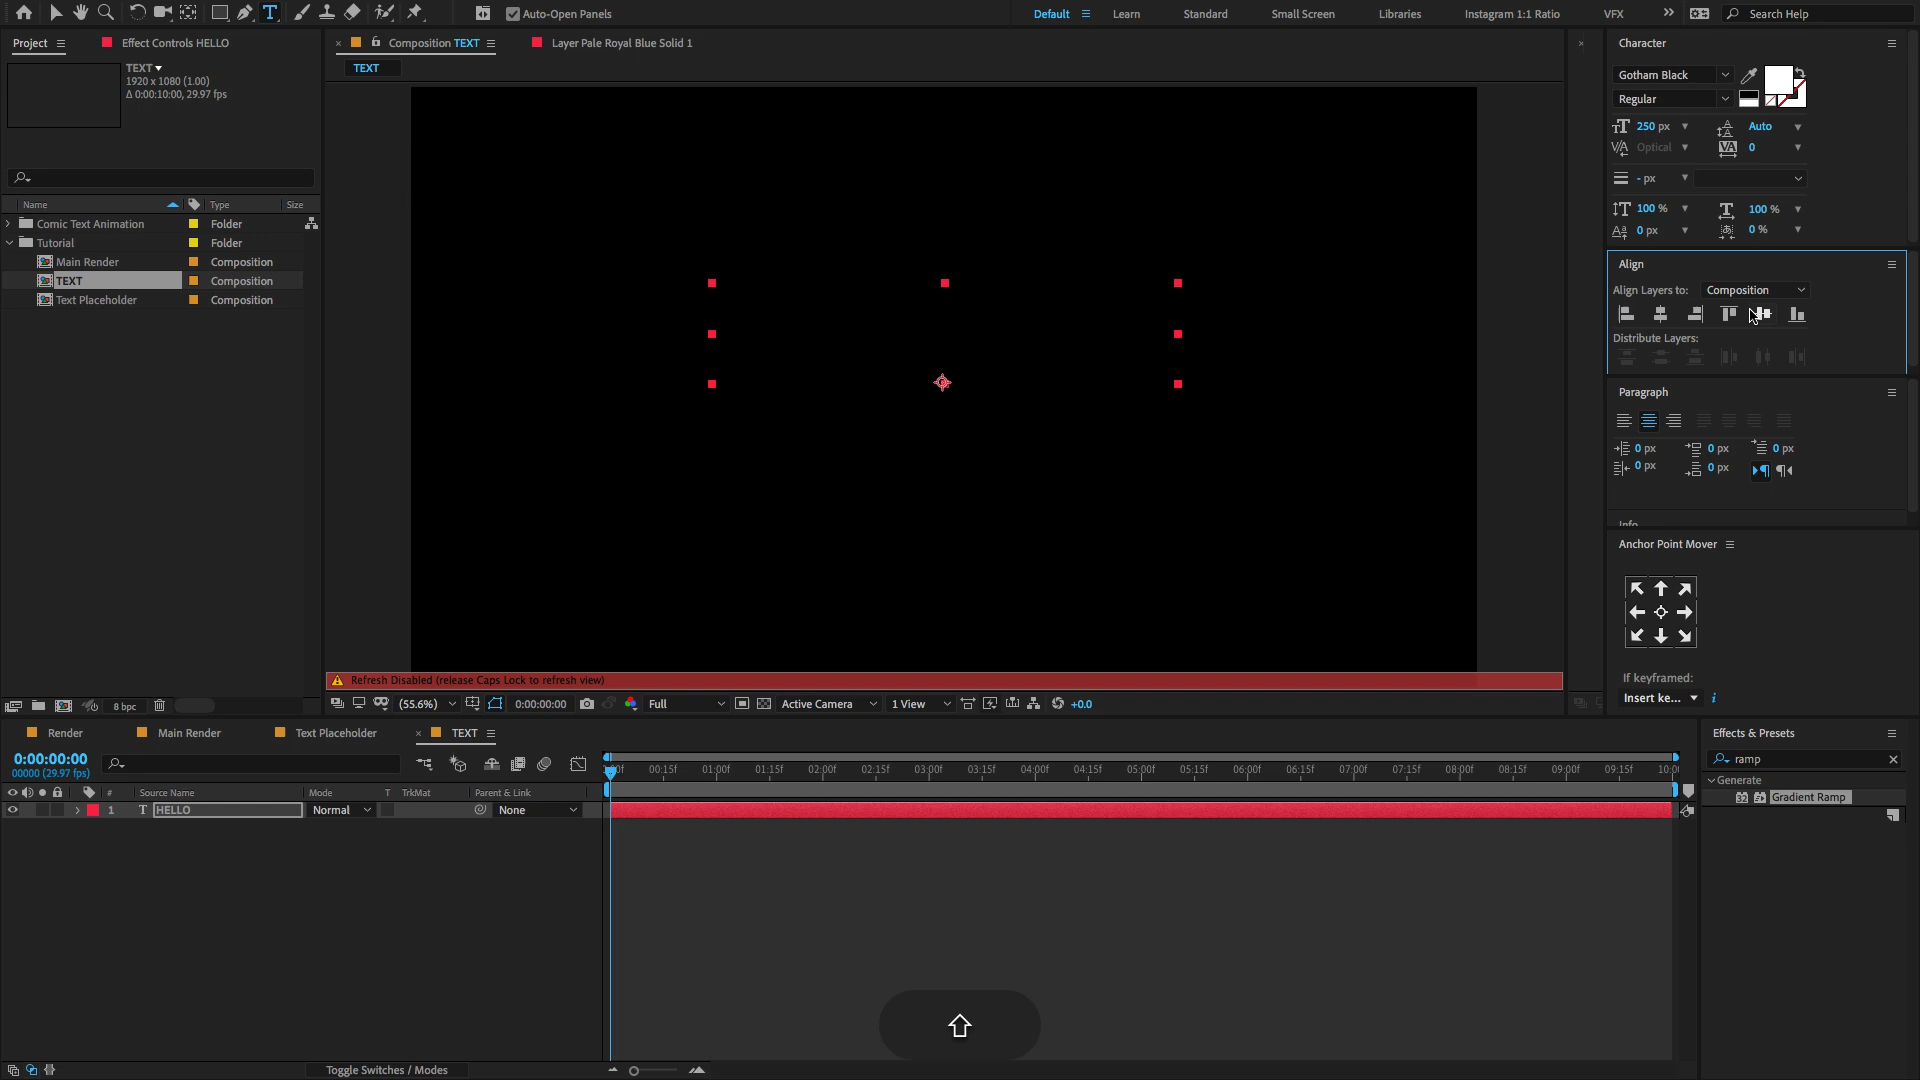 Auto-Open Panels
Default
Learn
Standard
Small Screen
Libraries
Instagram 1:1 Ratio
VFX
Search Help
Project
Effect Controls HELLO
Composition TEXT
Layer Pale Royal Blue Solid 1
Character
TEXT
1920 x 1080 (1.00)
Δ 0:00:10:00, 29.97 fps
TEXT
Gotham Black
Regular
250 px
Auto
Optical
0
- px
100 %
100 %
0 px
0 %
Name
Type
Size
Comic Text Animation
Folder
Tutorial
Folder
Main Render
Composition
TEXT
Composition
Text Placeholder
Composition
Align
Align Layers to:
Composition
Distribute Layers:
Paragraph
0 px
0 px
0 px
0 px
0 px
Info
Anchor Point Mover
If keyframed:
Insert ke...
Refresh Disabled (release Caps Lock to refresh view)
8 bpc
(55.6%)
0:00:00:00
Full
Active Camera
1 View
+0.0
Render
Main Render
Text Placeholder
TEXT
Effects & Presets
0:00:00:00
00000 (29.97 fps)
00:15f
01:00f
01:15f
02:00f
02:15f
03:00f
03:15f
04:00f
04:15f
05:00f
05:15f
06:00f
06:15f
07:00f
07:15f
08:00f
08:15f
09:00f
09:15f
ramp
Generate
32
Gradient Ramp
#
Source Name
Mode
T
TrkMat
Parent & Link
1
T
HELLO
Normal
None
Toggle Switches / Modes